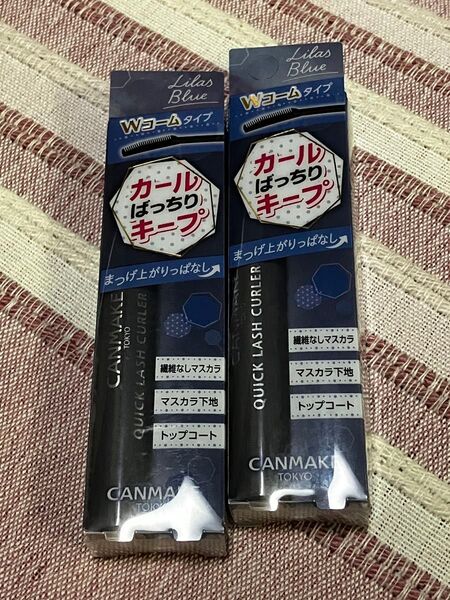 Lilas
Blue
Wコームタイプ
カール
ばっちり
キープ
まつげ上がりっぱなし
CANMAKE
TOKYO
QUICK LASH CURLER
繊維なしマスカラ
マスカラ下地
トップコート
CANMAKE
TOKYO
Lilas
Blue
Wコームタイプ
カール
ばっちり
キープ
まつげ上がりっぱなし
CANMAKE
QUICK LASH CURLER
繊維なしマスカラ
マスカラ下地
トップコート
CANMAKE
TOKYO